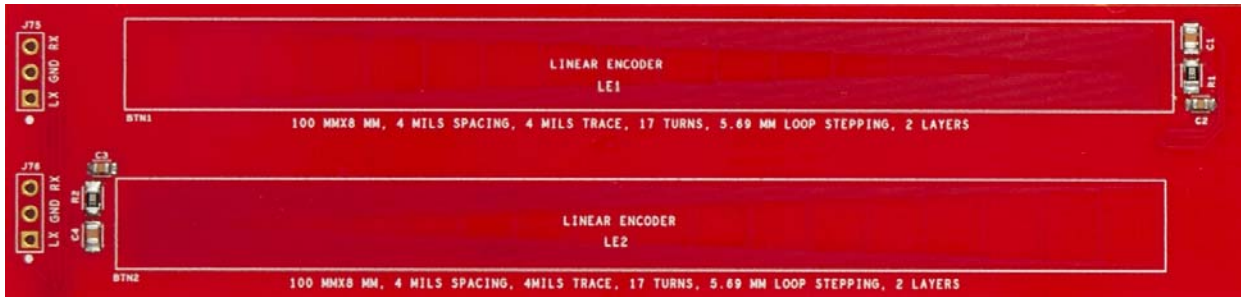 J75
RX
GND
LX
LINEAR ENCODER
LE1
BTN1
100 MMX8 MM, 4 MILS SPACING, 4 MILS TRACE, 17 TURNS, 5.69 MM LOOP STEPPING, 2 LAYERS
C1
R1
C2
J76
RX
GND
LX
C3
R2
C4
LINEAR ENCODER
LE2
BTN2
100 MMX8 MM, 4 MILS SPACING, 4MILS TRACE, 17 TURNS, 5.69 MM LOOP STEPPING, 2 LAYERS